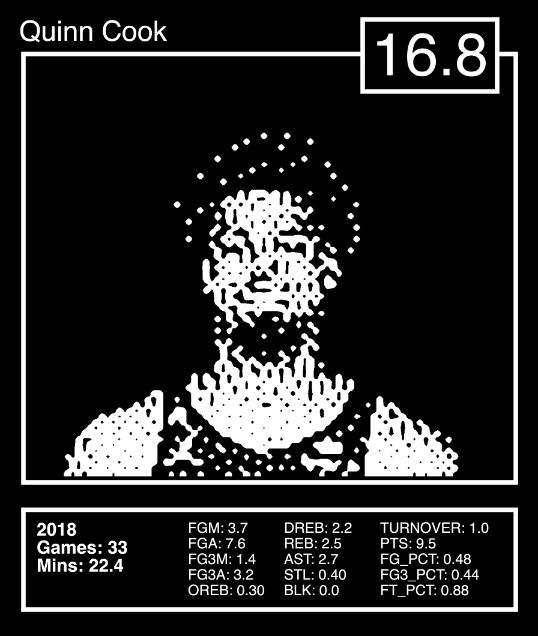 Quinn Cook
16.8
2018
Games: 33
Mins: 22.4
FGM: 3.7
FGA: 7.6
FG3M: 1.4
FG3A: 3.2
OREB: 0.30
DREB: 2.2
REB: 2.5
AST: 2.7
STL: 0.40
BLK: 0.0
TURNOVER: 1.0
PTS: 9.5
FG_PCT: 0.48
FG3_PCT: 0.44
FT_PCT: 0.88